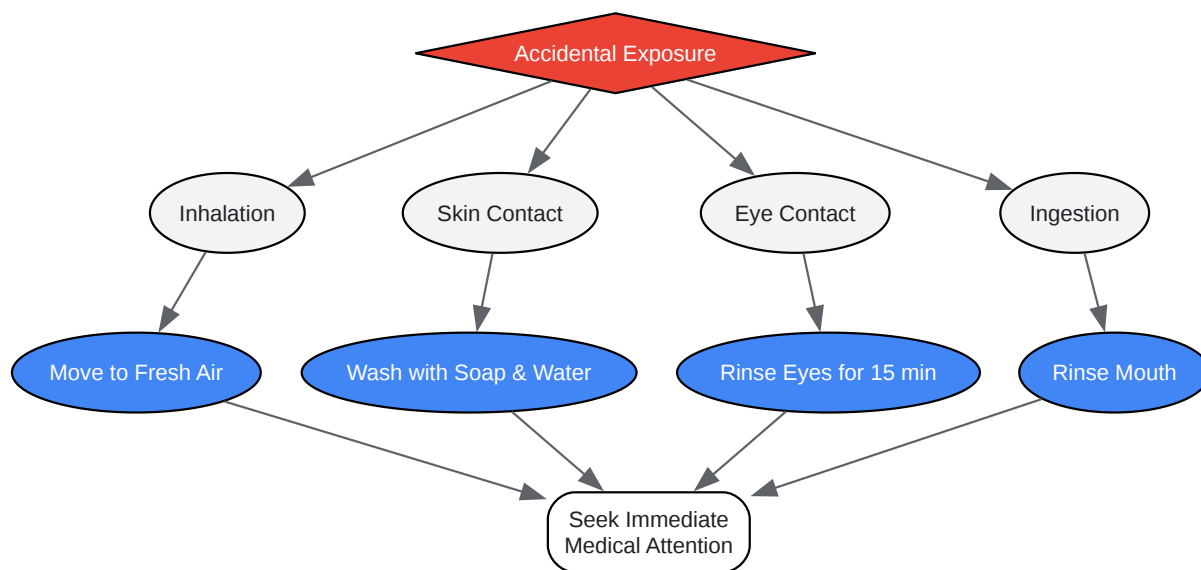 Accidental Exposure
Inhalation
Skin Contact
Eye Contact
Ingestion
Move to Fresh Air
Wash with Soap & Water
Rinse Eyes for 15 min
Rinse Mouth
Seek Immediate
Medical Attention